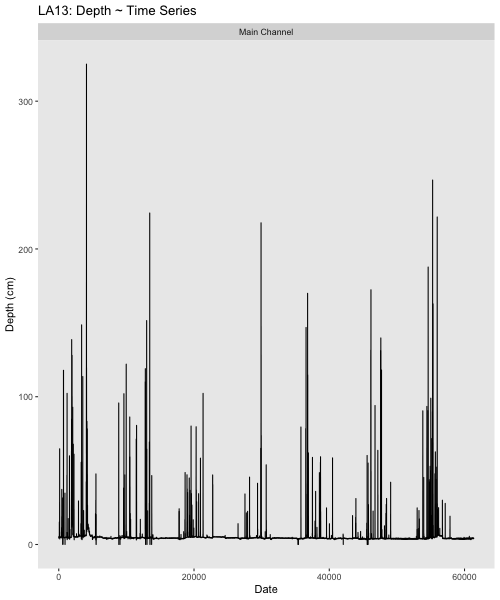 LA13: Depth ~ Time Series
Main Channel
300
200
100
0
Depth (cm)
0 20000 40000 60000
Date